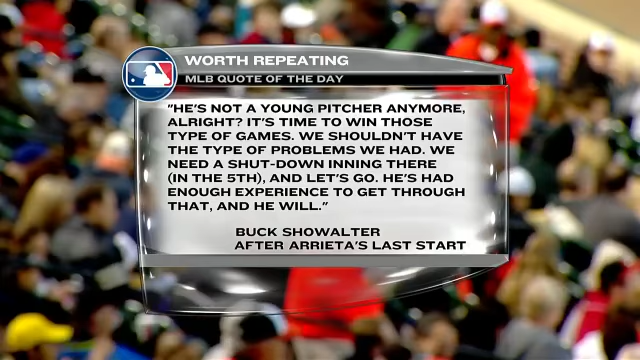 WORTH REPEATING
MLB QUOTE OF THE DAY
"HE'S NOT A YOUNG PITCHER ANYMORE,
ALRIGHT? IT'S TIME TO WIN THOSE
TYPE OF GAMES. WE SHOULDN'T HAVE
THE TYPE OF PROBLEMS WE HAD. WE
NEED A SHUT-DOWN INNING THERE
(IN THE 5TH), AND LET'S GO. HE'S HAD
ENOUGH EXPERIENCE TO GET THROUGH
THAT, AND HE WILL."
BUCK SHOWALTER
AFTER ARRIETA'S LAST START